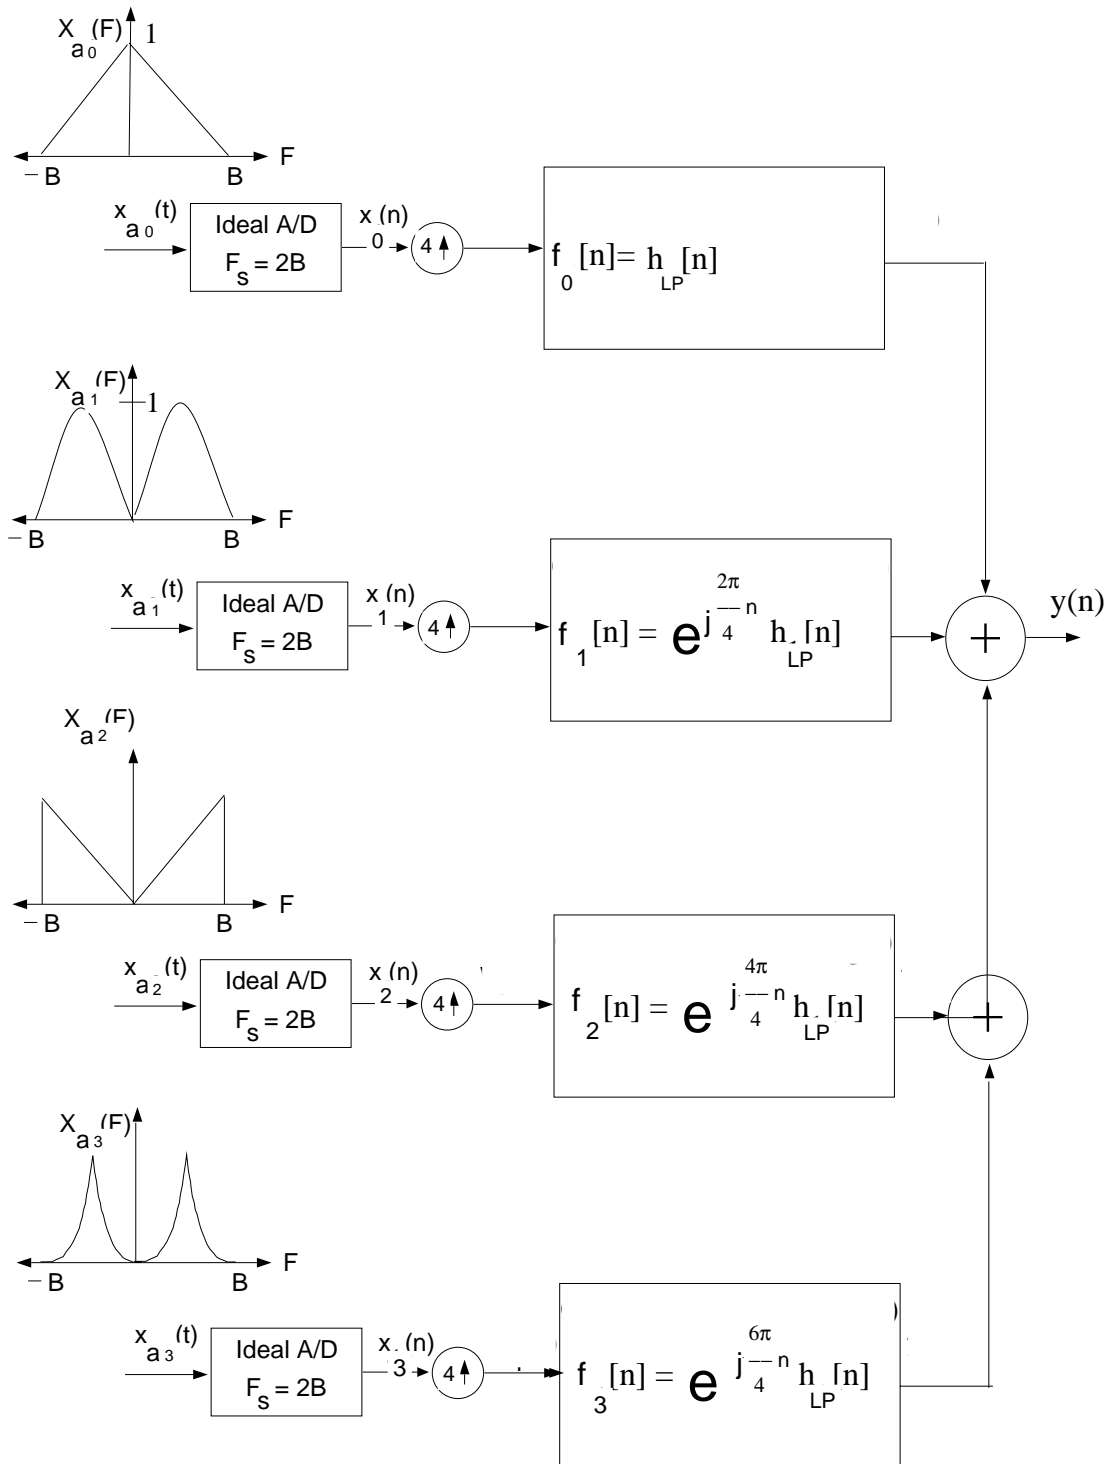 X_a0(F) 1
– B B F
x_a0(t) Ideal A/D F_s = 2B x_0(n) 4 f_0[n]= h_LP[n]
X_a1(F) 1
– B B F
x_a1(t) Ideal A/D F_s = 2B x_1(n) 4 f_1[n] = e^{j 2π/4 n} h_LP[n] + y(n)
X_a2(F)
– B B F
x_a2(t) Ideal A/D F_s = 2B x_2(n) 4 f_2[n] = e^{j 4π/4 n} h_LP[n] +
X_a3(F)
– B B F
x_a3(t) Ideal A/D F_s = 2B x_3(n) 4 f_3[n] = e^{j 6π/4 n} h_LP[n]